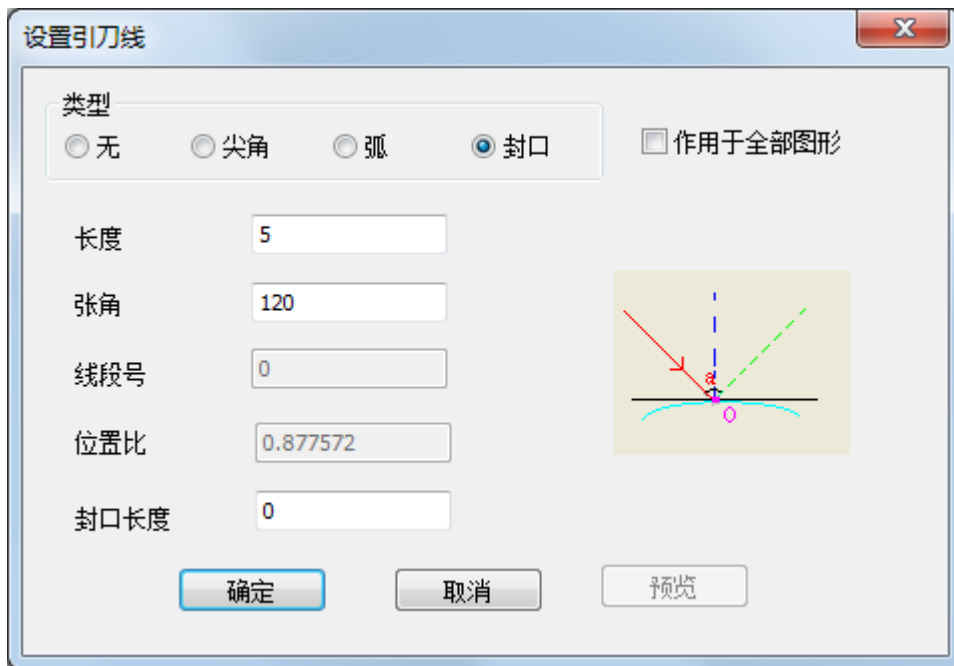 设置引刀线
类型
无 尖角 弧 封口
作用于全部图形
长度 5
张角 120
线段号 0
位置比 0.877572
封口长度 0
a
O
确定 取消 预览